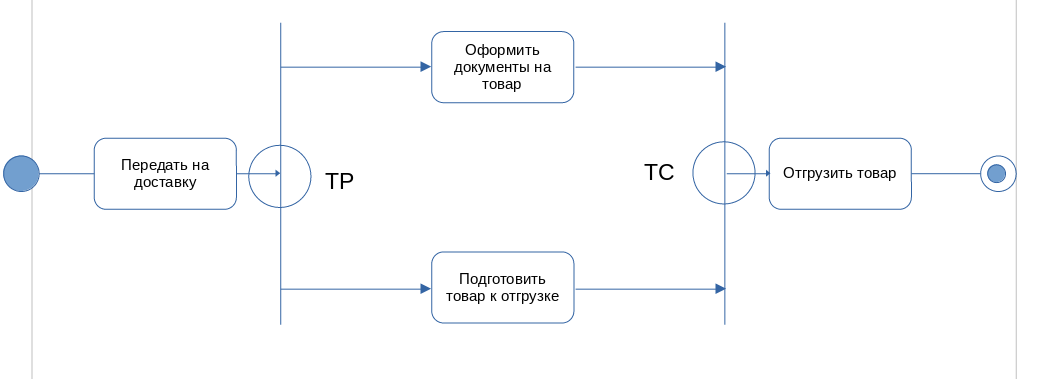 Оформить
документы на
товар
Передать на
доставку
ТР
ТС
Отгрузить товар
Подготовить
товар к отгрузке